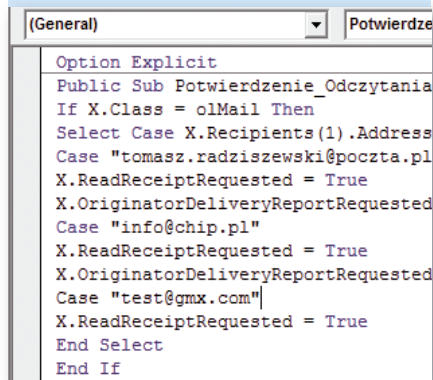 (General)
Potwierdze
Option Explicit
Public Sub Potwierdzenie_Odczytania
If X.Class = olMail Then
Select Case X.Recipients(1).Address
Case "tomasz.radziszewski@poczta.pl
X.ReadReceiptRequested = True
X.OriginatorDeliveryReportRequested
Case "info@chip.pl"
X.ReadReceiptRequested = True
X.OriginatorDeliveryReportRequested
Case "test@gmx.com"
X.ReadReceiptRequested = True
End Select
End If